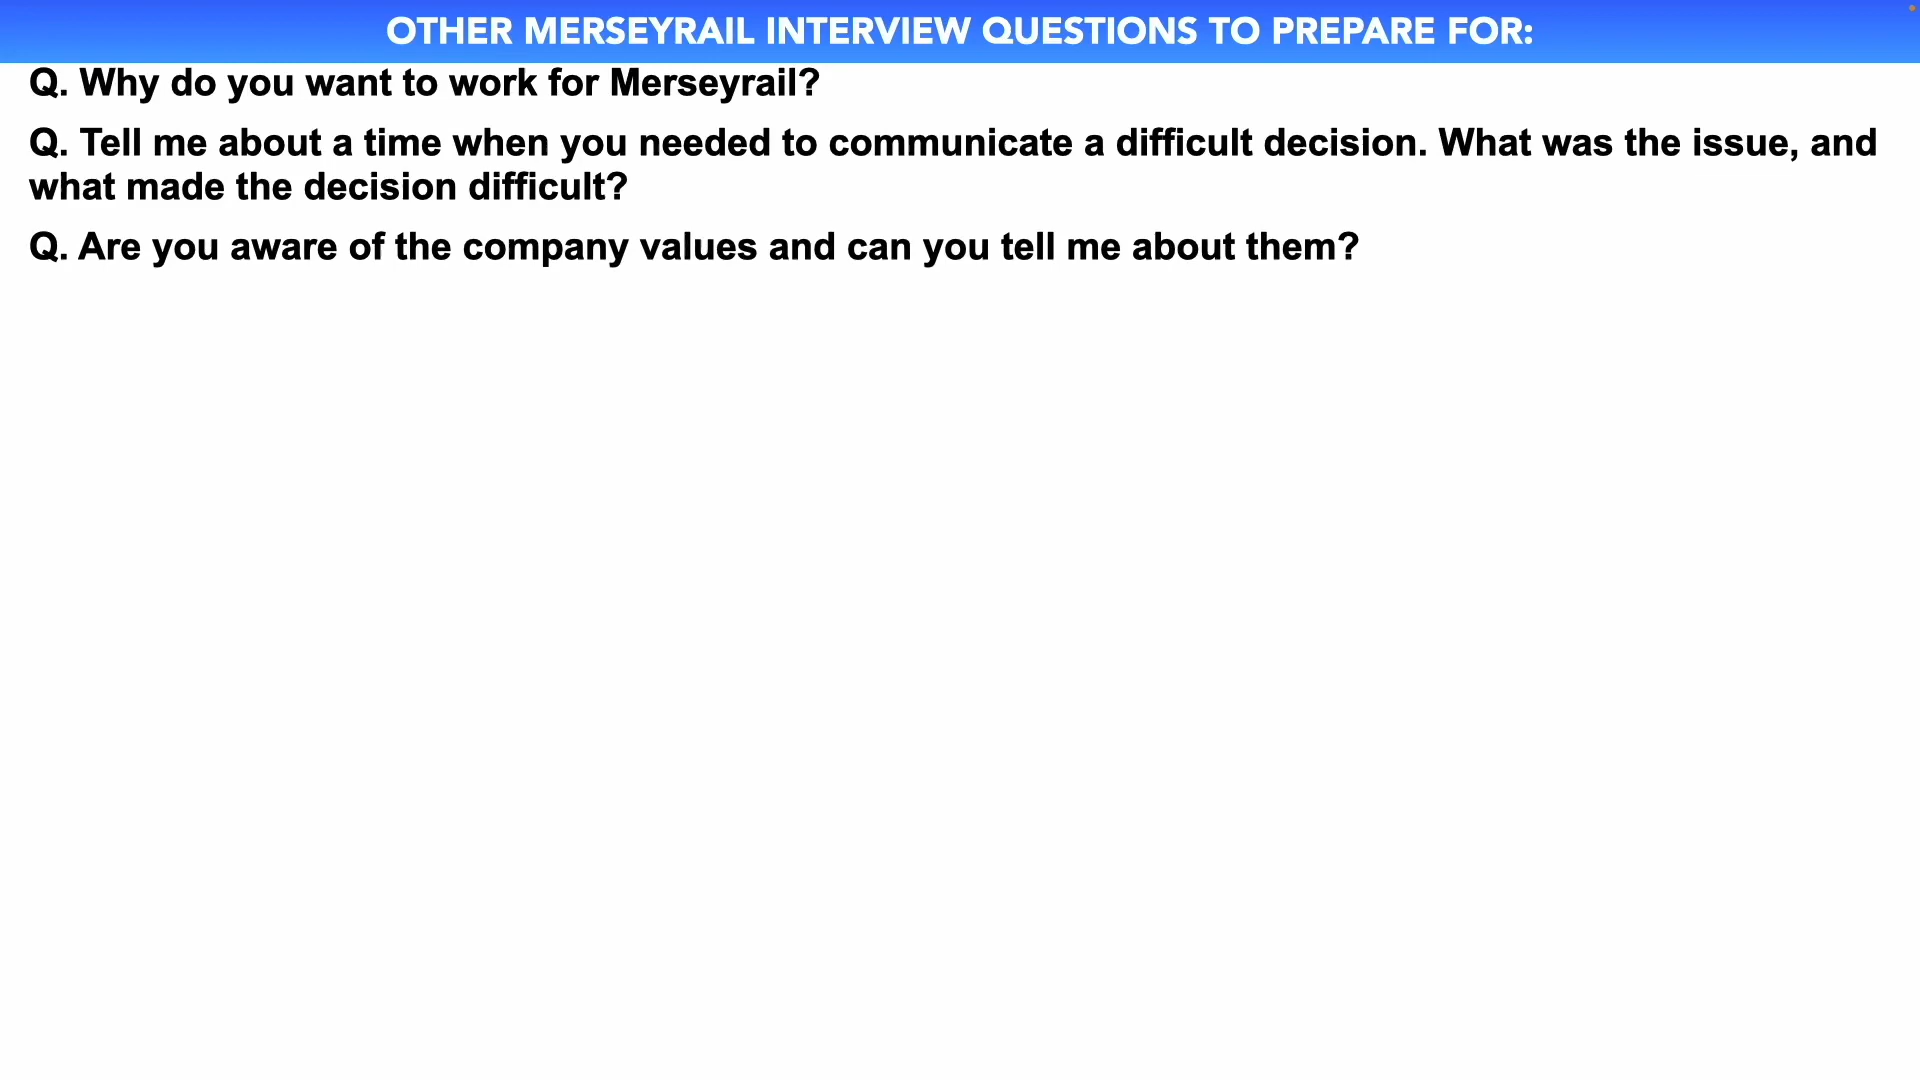 OTHER MERSEYRAIL INTERVIEW QUESTIONS TO PREPARE FOR:
Q. Why do you want to work for Merseyrail?
Q. Tell me about a time when you needed to communicate a difficult decision. What was the issue, and
what made the decision difficult?
Q. Are you aware of the company values and can you tell me about them?